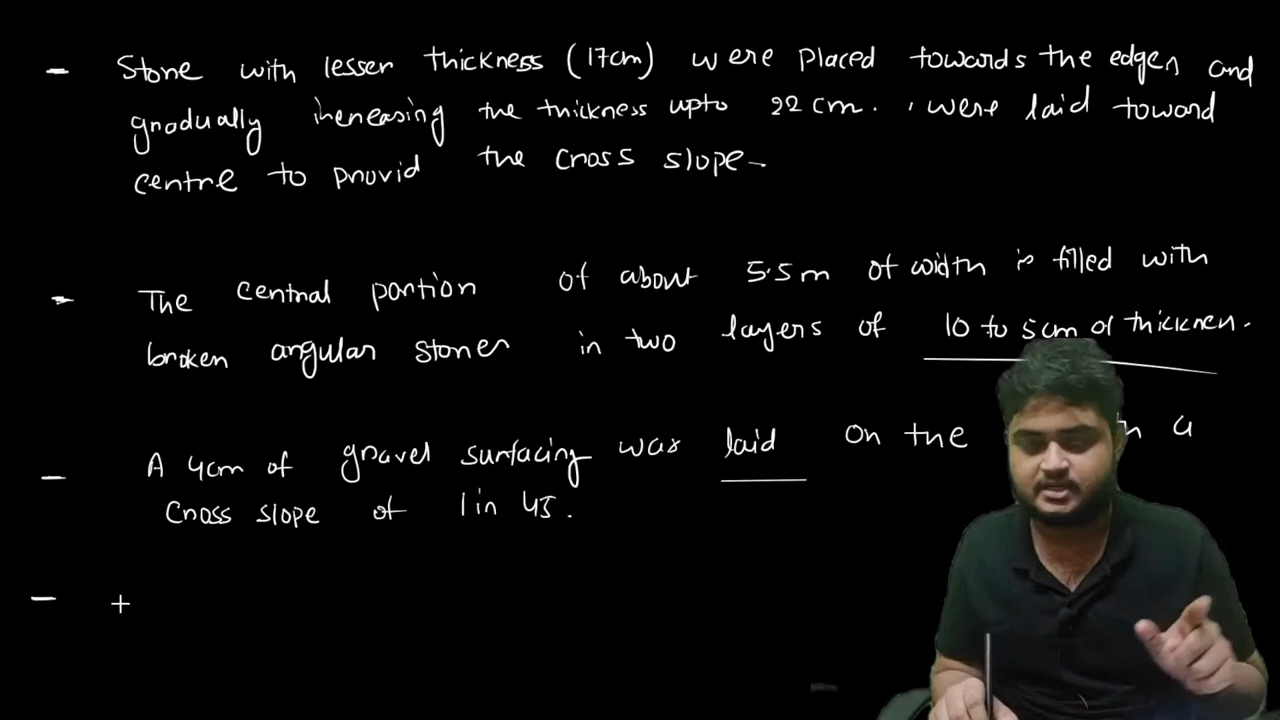 - Stone with lesser thickness (17cm) were placed towards the edges and
gradually increasing the thickness upto 22 cm. were laid toward
centre to provid the cross slope-
- The central portion of about 5.5m of width is filled with
broken angular stones in two layers of 10 to 5cm of thicknen.
- A 4cm of gravel surfacing was laid on the a
cross slope of 1 in 45.
- +